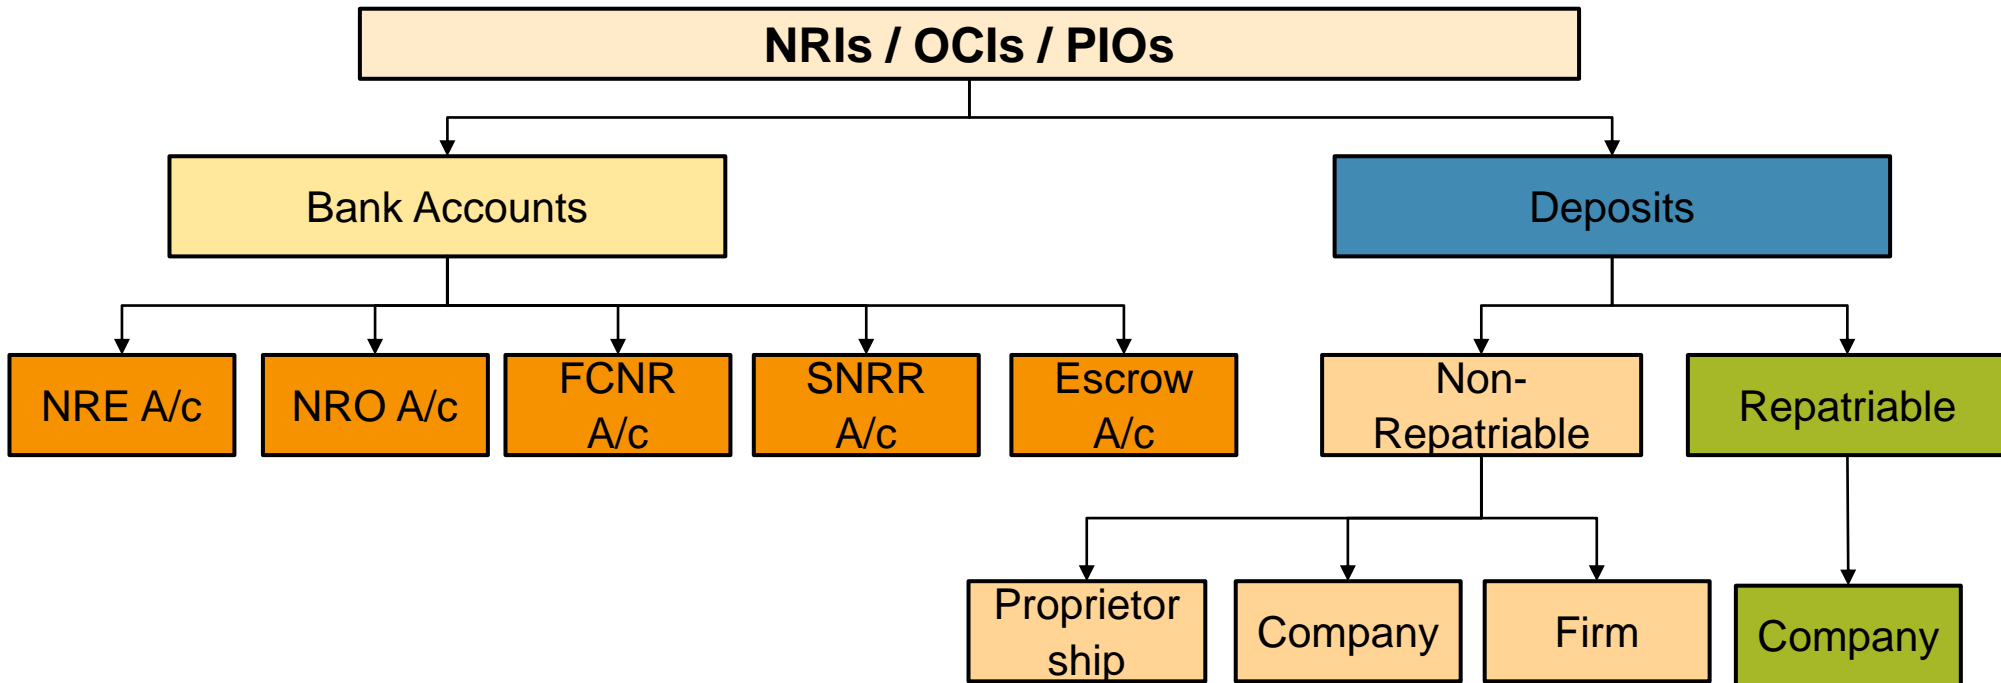 NRIs / OCIs / PIOs
Bank Accounts
Deposits
NRE A/c
NRO A/c
FCNR
A/c
SNRR
A/c
Escrow
A/c
Non-
Repatriable
Repatriable
Proprietor
ship
Company
Firm
Company